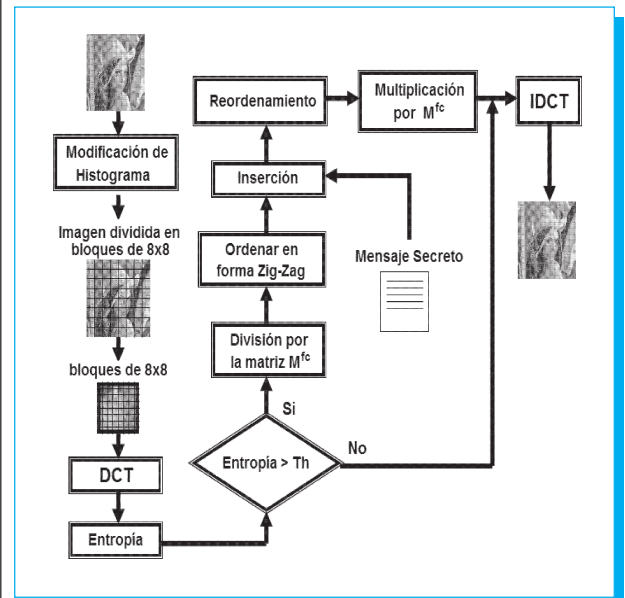 Modificación de
Histograma
Imagen dividida en
bloques de 8x8
bloques de 8x8
DCT
Entropía
Entropía > Th
Si
No
División por
la matriz M^fc
Ordenar en
forma Zig-Zag
Inserción
Mensaje Secreto
Reordenamiento
Multiplicación
por M^fc
IDCT